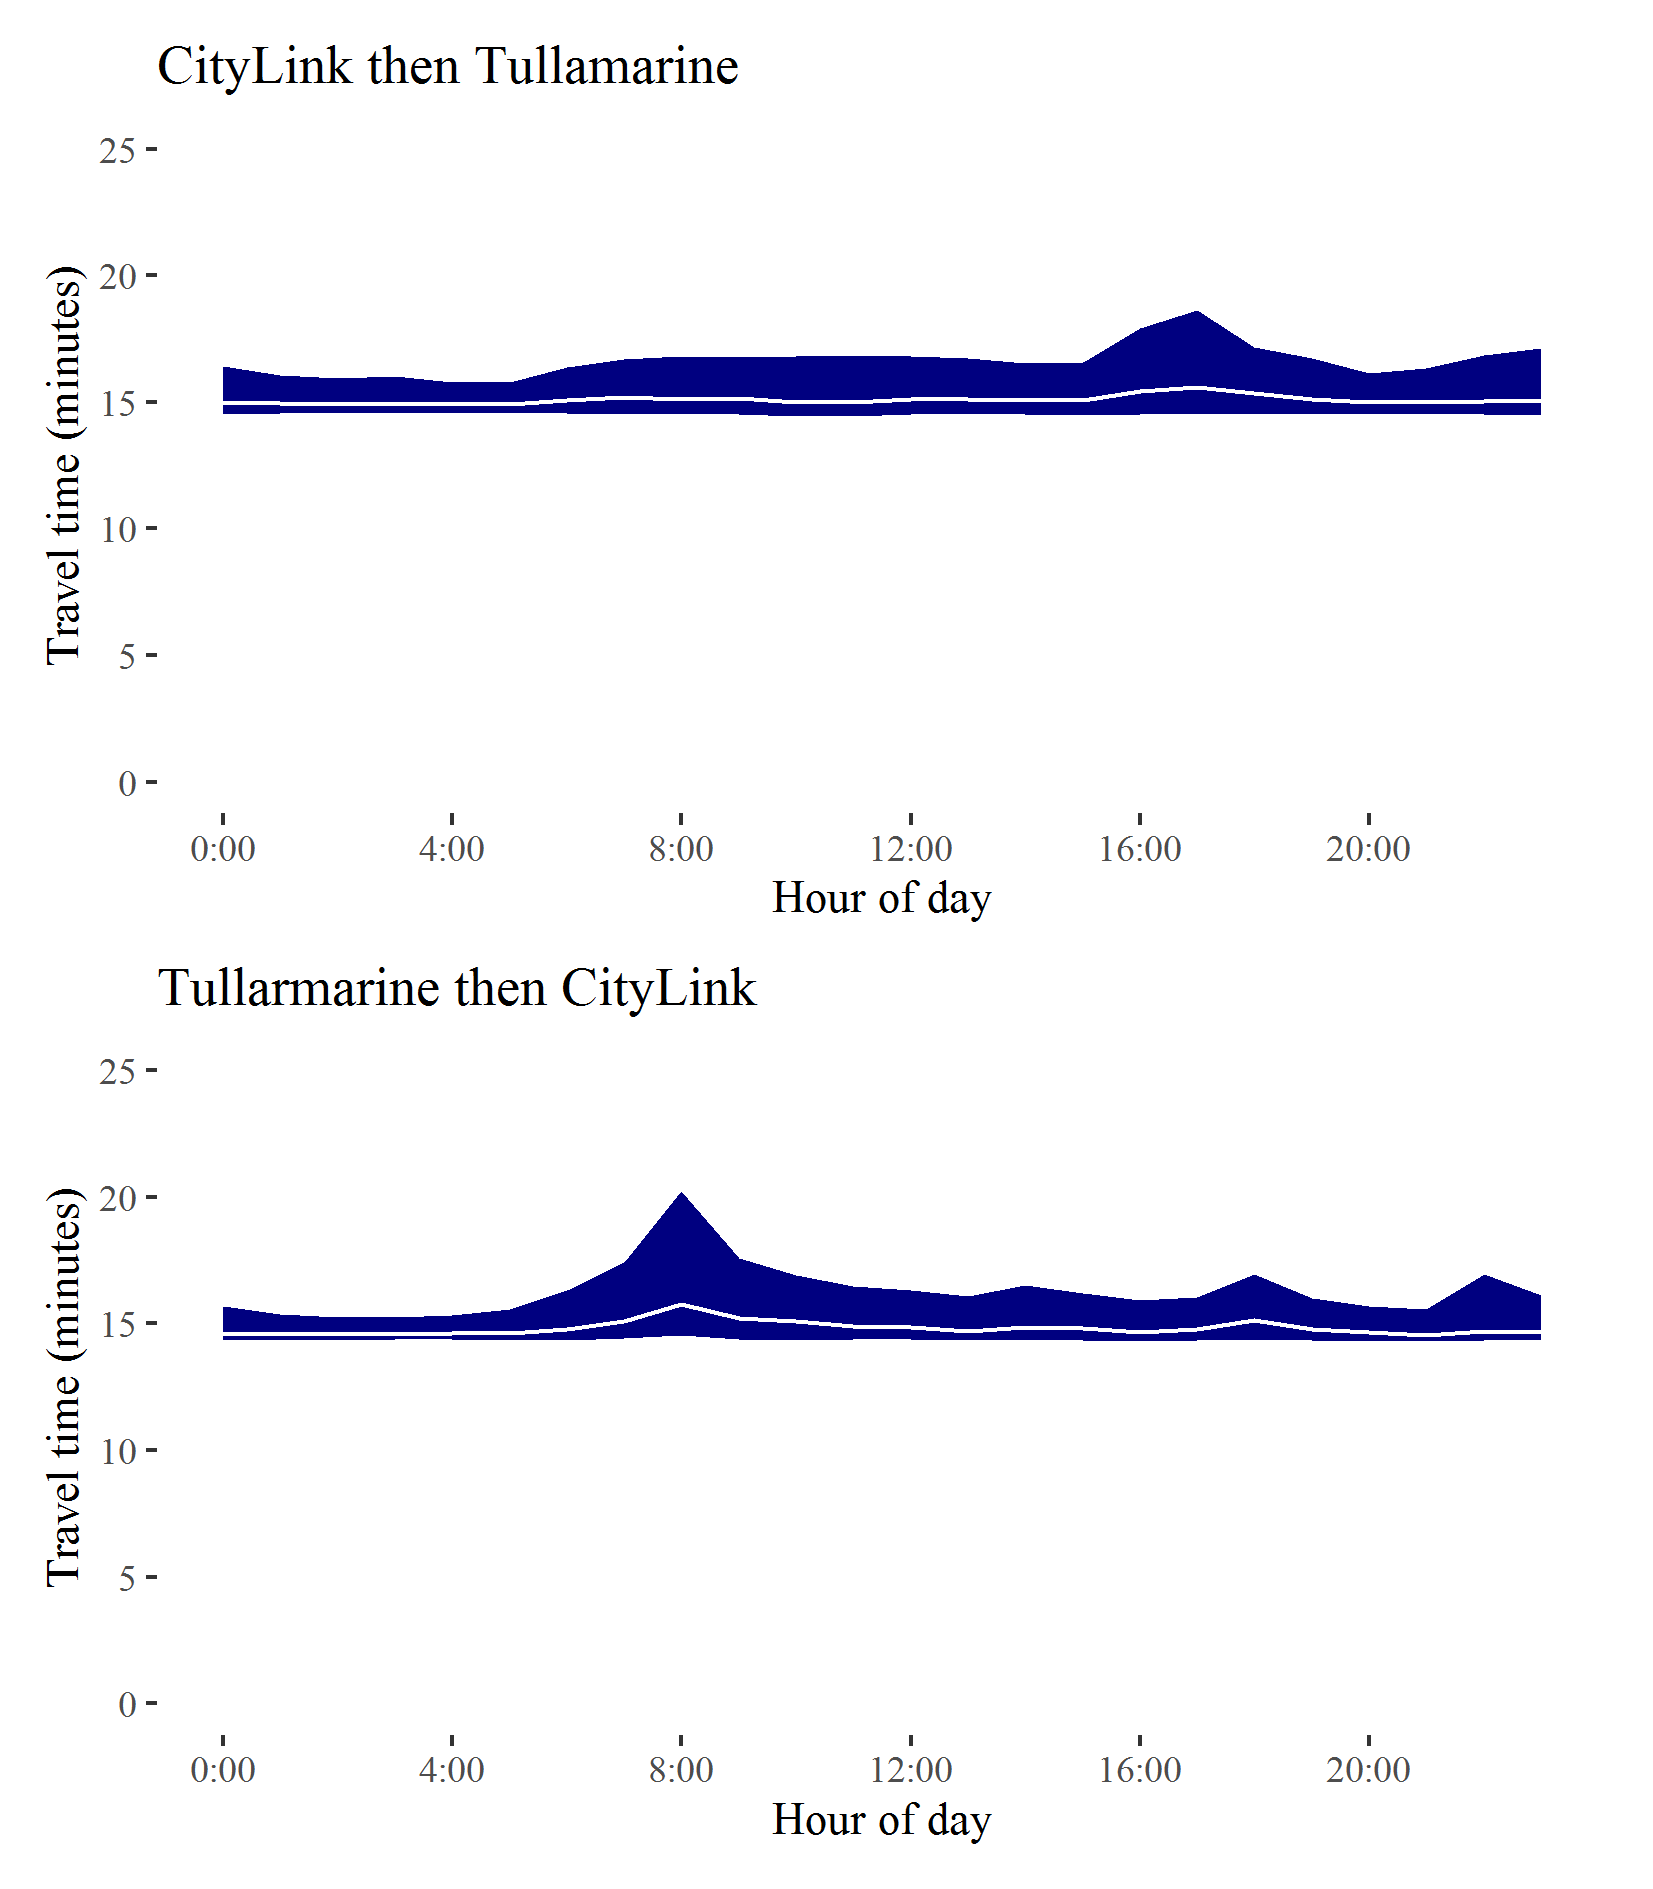 CityLink then Tullamarine
25
20
15
10
5
0
Travel time (minutes)
0:00 4:00 8:00 12:00 16:00 20:00
Hour of day
Tullarmarine then CityLink
25
20
15
10
5
0
Travel time (minutes)
0:00 4:00 8:00 12:00 16:00 20:00
Hour of day